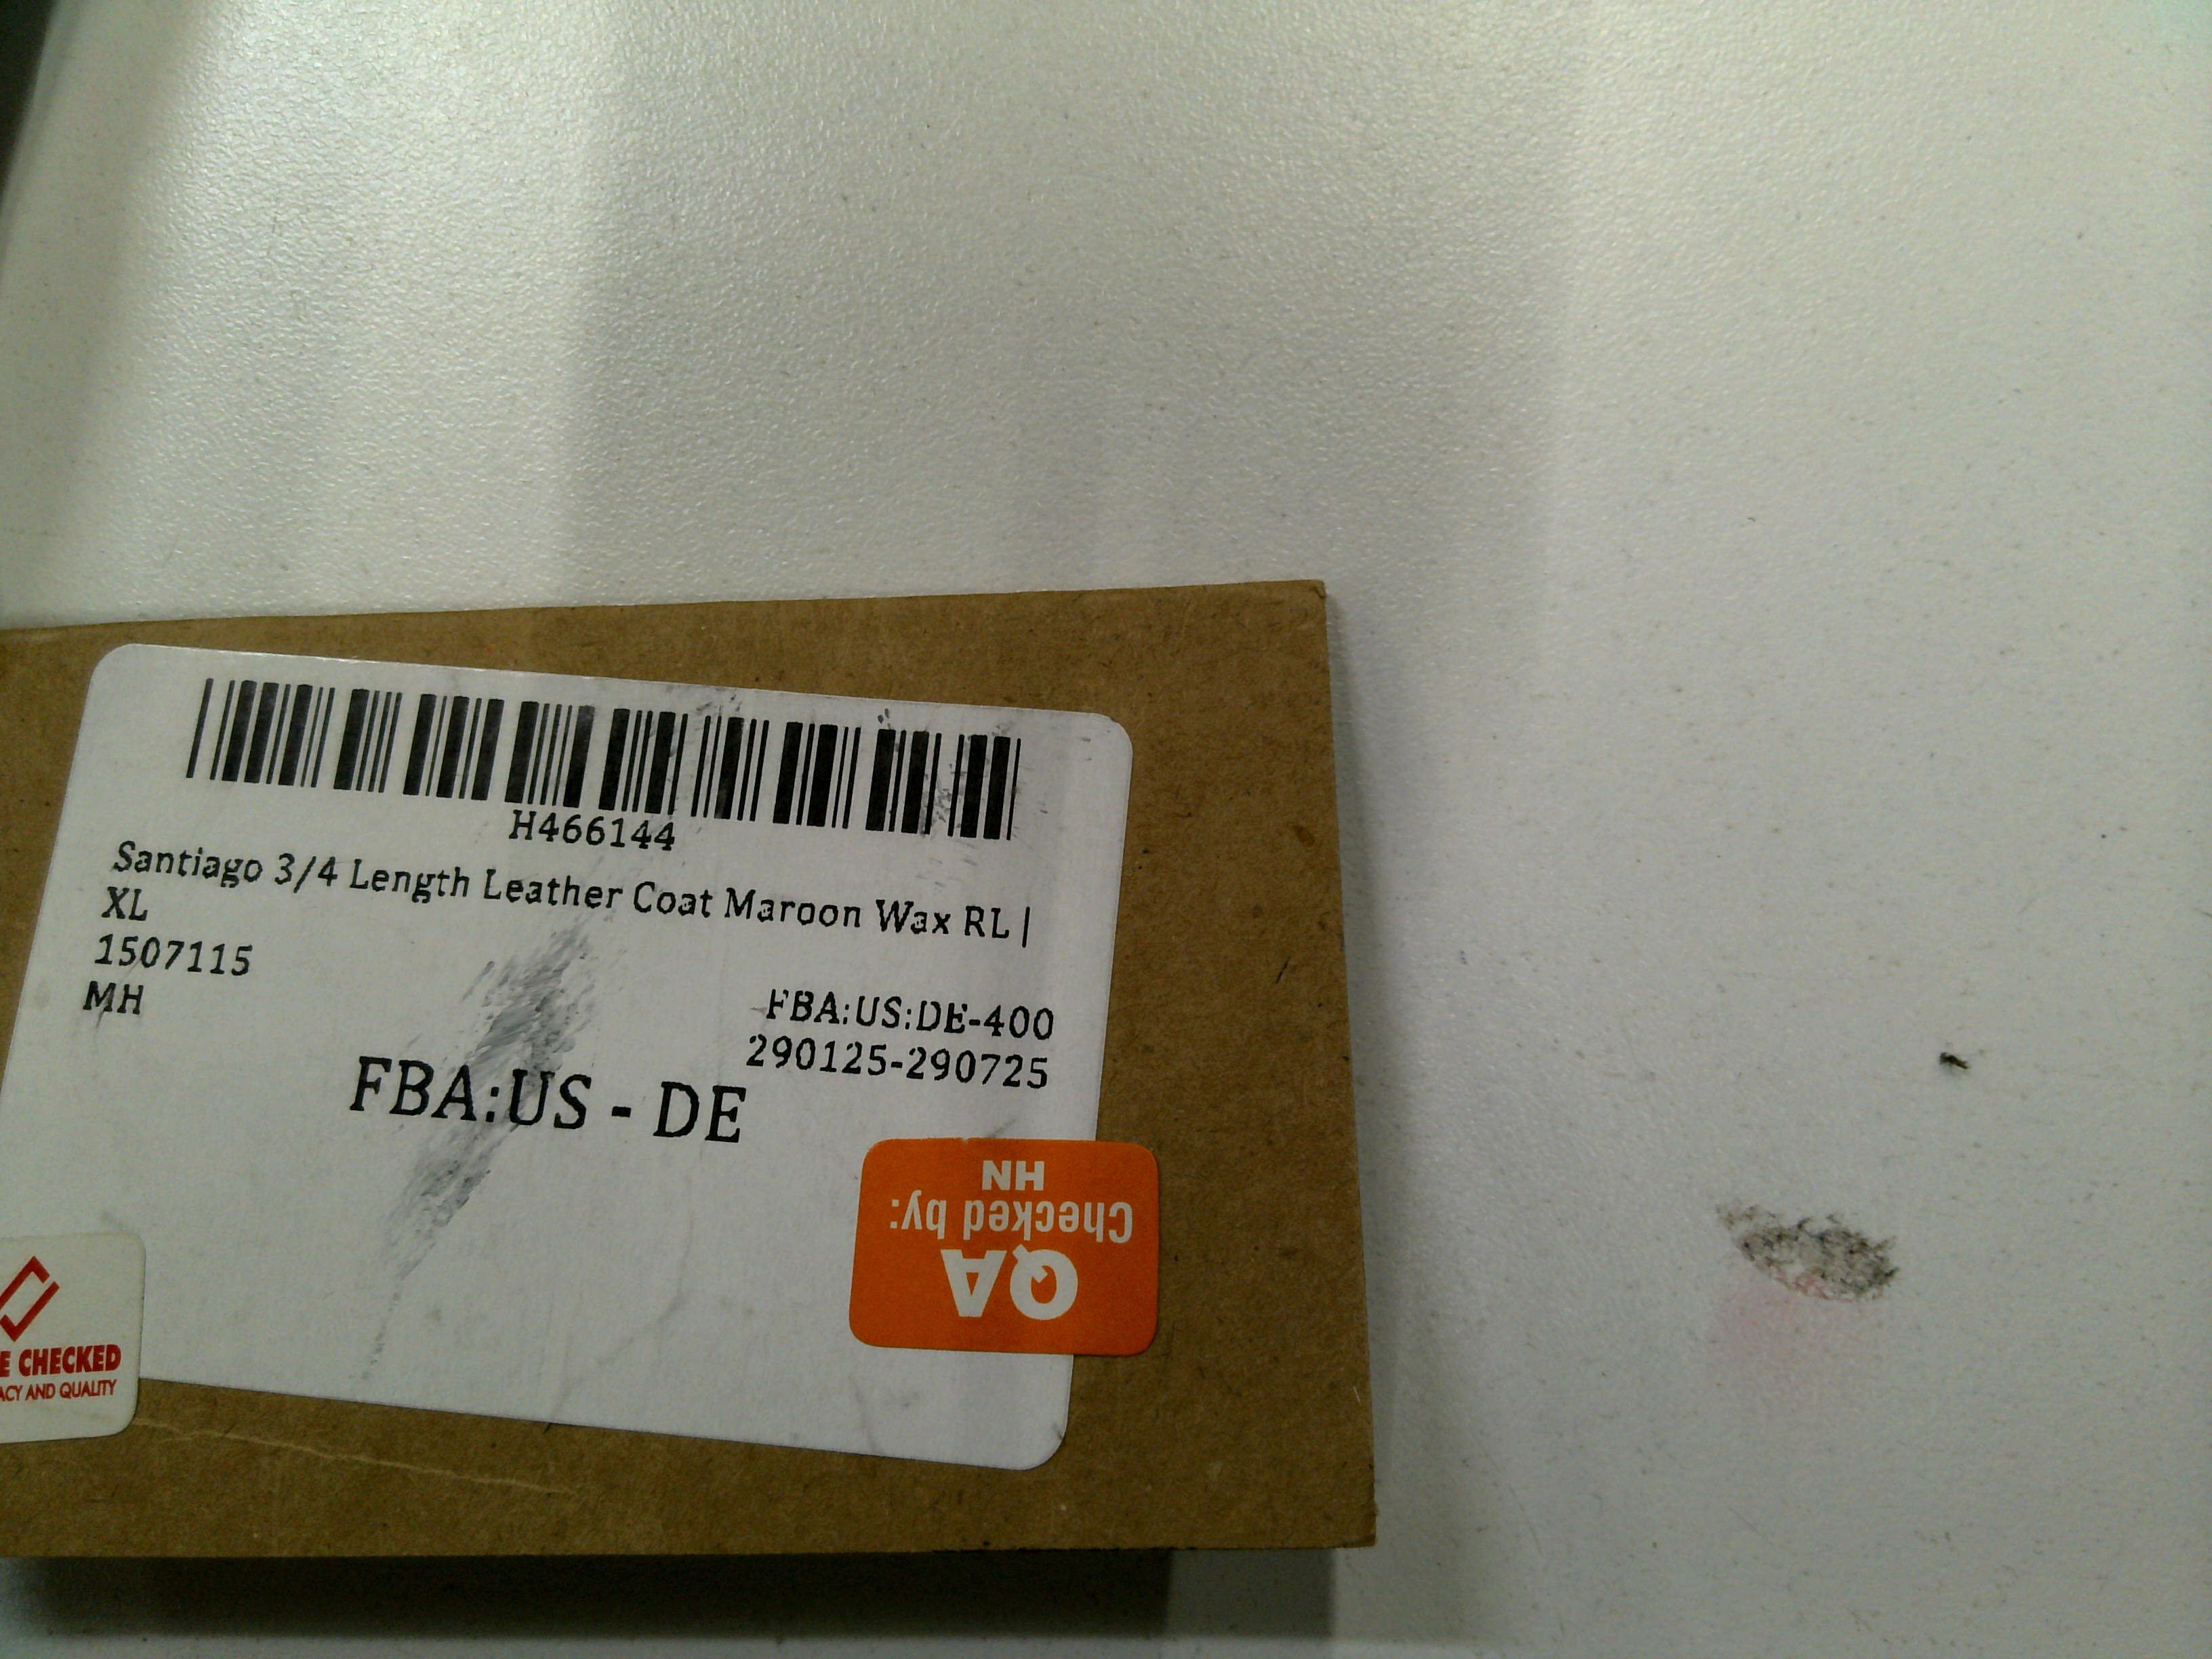 H466144
Santiago 3/4 Length Leather Coat Maroon Wax RL |
XL
1507115
MH
FBA:US:DE-400
290125-290725
FBA:US - DE
QA
Checked by:
HN
CHECKED
AND QUALITY